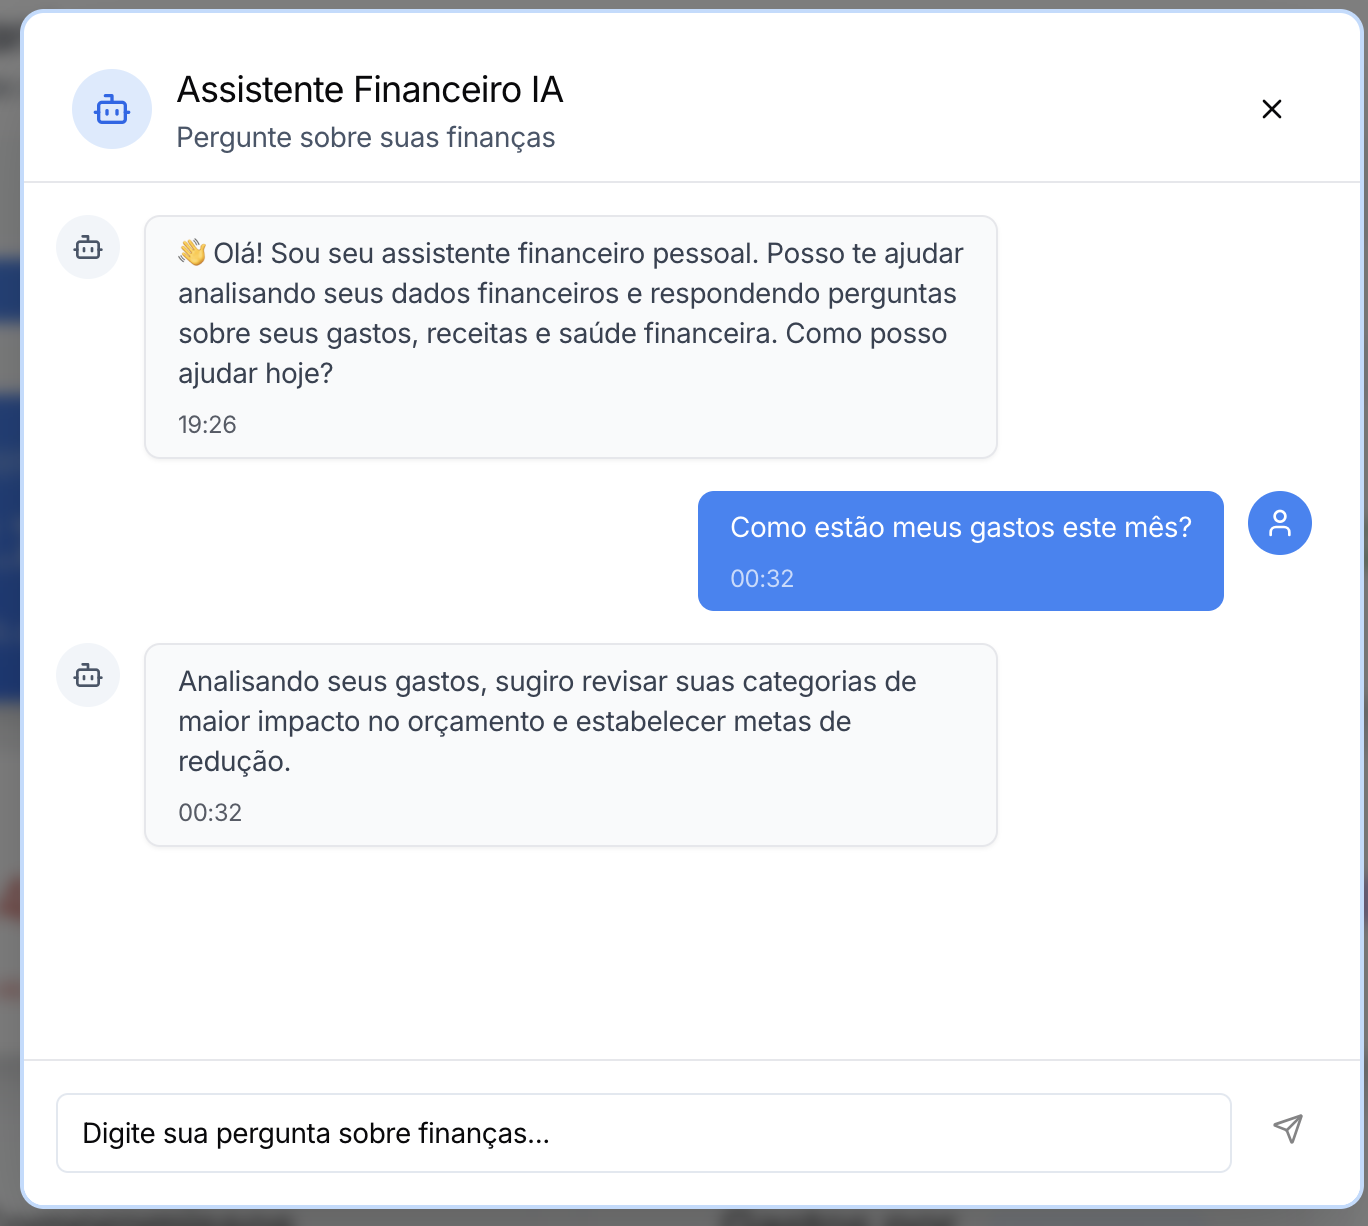 Assistente Financeiro IA
Pergunte sobre suas finanças
👋 Olá! Sou seu assistente financeiro pessoal. Posso te ajudar
analisando seus dados financeiros e respondendo perguntas
sobre seus gastos, receitas e saúde financeira. Como posso
ajudar hoje?
19:26
Como estão meus gastos este mês?
00:32
Analisando seus gastos, sugiro revisar suas categorias de
maior impacto no orçamento e estabelecer metas de
redução.
00:32
Digite sua pergunta sobre finanças...